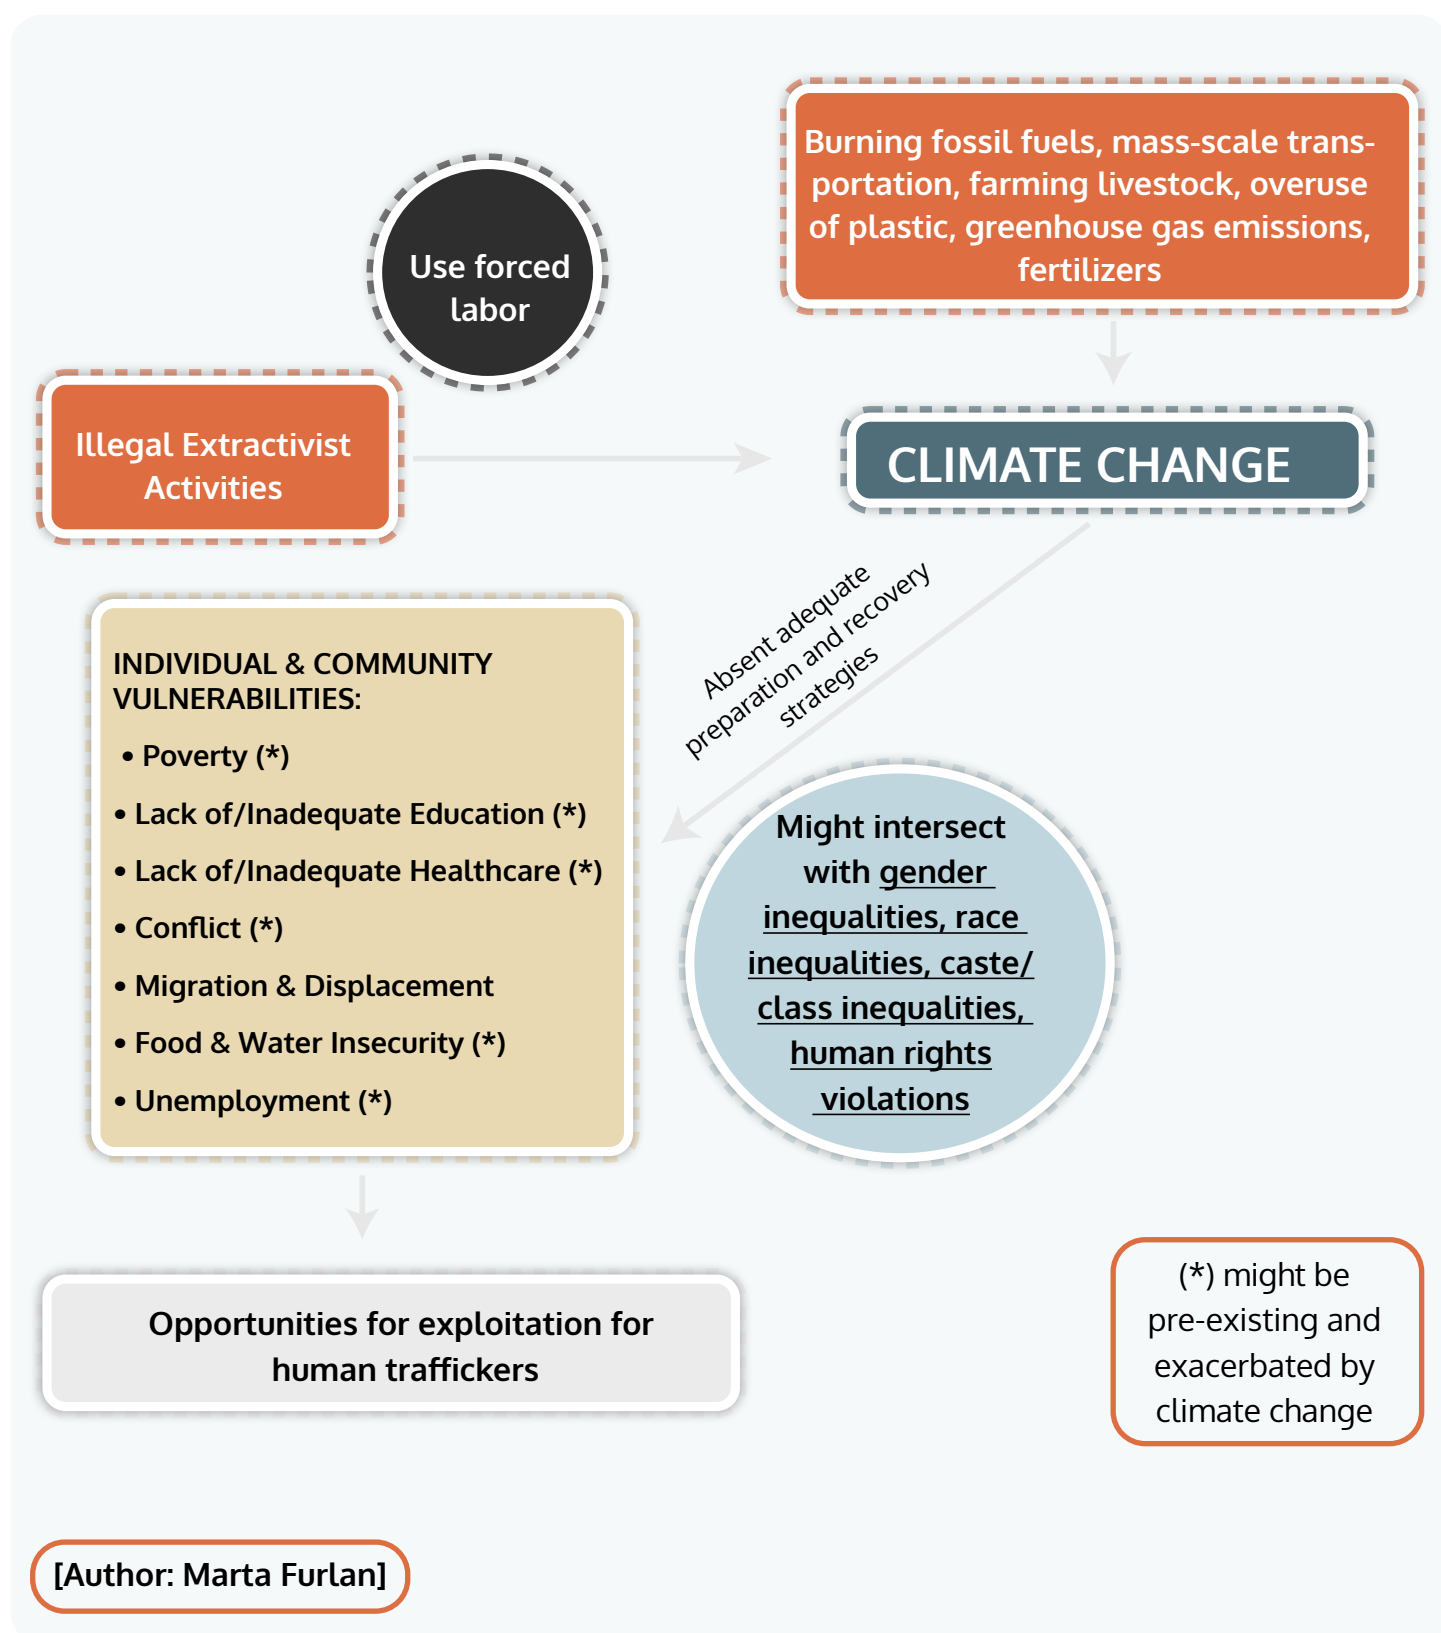 Burning fossil fuels, mass-scale trans-
portation, farming livestock, overuse
of plastic, greenhouse gas emissions,
fertilizers
Use forced
labor
Illegal Extractivist
Activities
CLIMATE CHANGE
Absent adequate
preparation and recovery
strategies
INDIVIDUAL & COMMUNITY
VULNERABILITIES:
• Poverty (*)
• Lack of/Inadequate Education (*)
• Lack of/Inadequate Healthcare (*)
• Conflict (*)
• Migration & Displacement
• Food & Water Insecurity (*)
• Unemployment (*)
Might intersect
with gender
inequalities, race
inequalities, caste/
class inequalities,
human rights
violations
Opportunities for exploitation for
human traffickers
(*) might be
pre-existing and
exacerbated by
climate change
[Author: Marta Furlan]